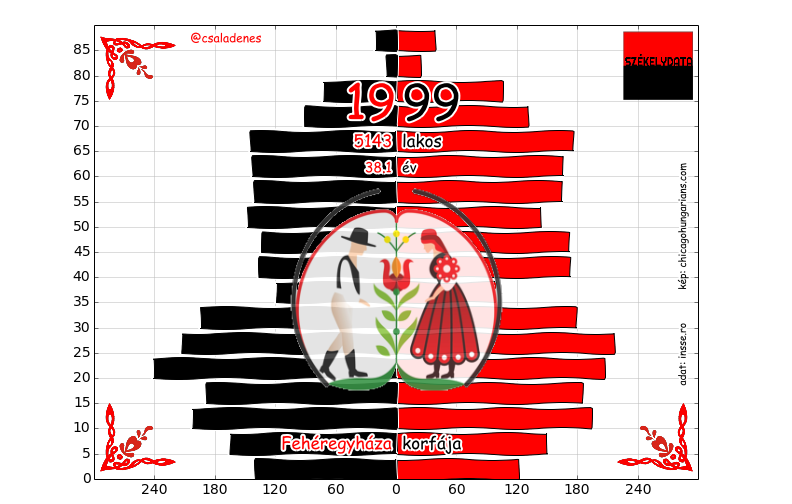 @csaladenes
SZÉKELYDATA
1999
5143 lakos
38.1 év
Fehéregyháza korfája
kép: chicagohungarians.com
adat: insse.ro
85
80
75
70
65
60
55
50
45
40
35
30
25
20
15
10
5
0
240 180 120 60 0 60 120 180 240